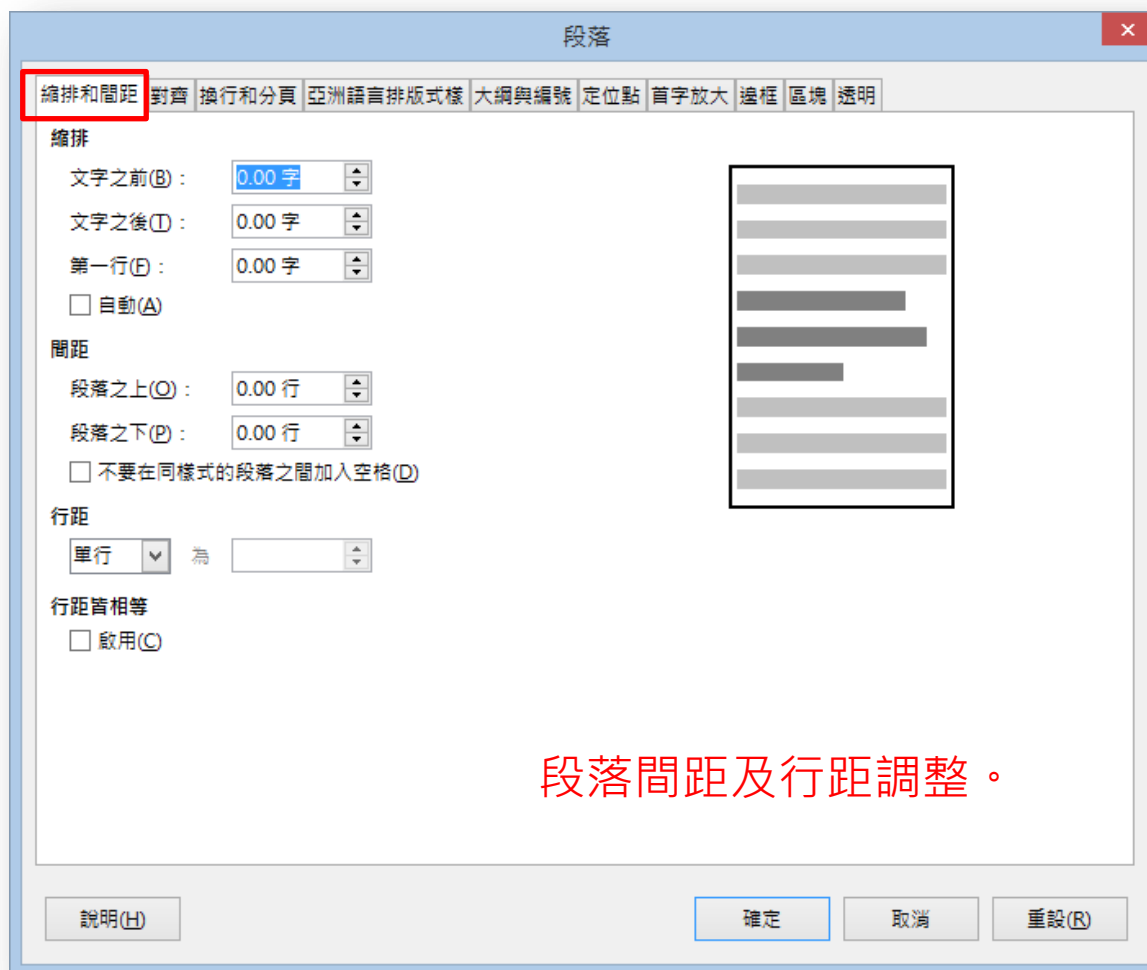 段落
縮排和間距 對齊 換行和分頁 亞洲語言排版式樣 大綱與編號 定位點 首字放大 邊框 區塊 透明
縮排
文字之前(B)： 0.00 字
文字之後(T)： 0.00 字
第一行(F)： 0.00 字
自動(A)
間距
段落之上(O)： 0.00 行
段落之下(P)： 0.00 行
不要在同樣式的段落之間加入空格(D)
行距
單行 為
行距皆相等
啟用(C)
段落間距及行距調整。
說明(H) 確定 取消 重設(R)